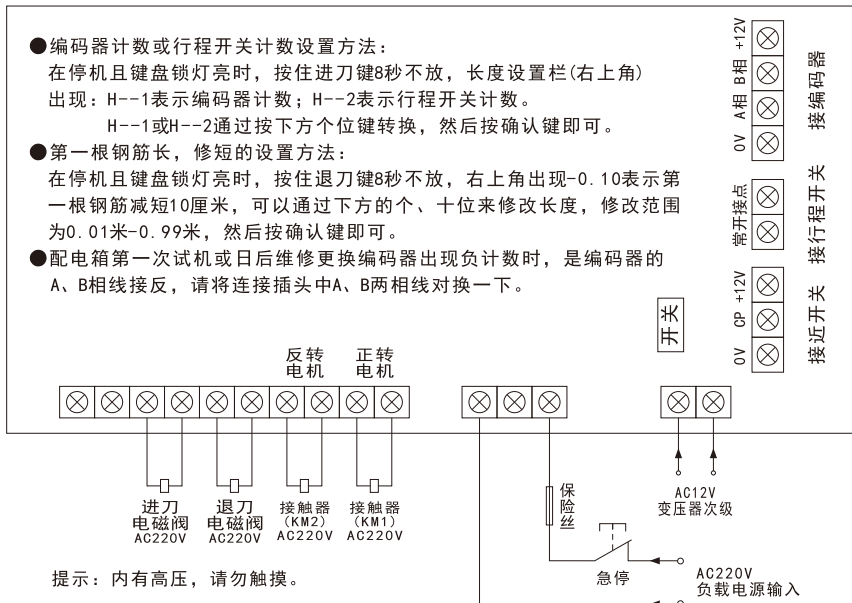 ●编码器计数或行程开关计数设置方法：
在停机且键盘锁灯亮时，按住进刀键8秒不放，长度设置栏(右上角)
出现：H--1表示编码器计数；H--2表示行程开关计数。
H--1或H--2通过按下方个位键转换，然后按确认键即可。
●第一根钢筋长，修短的设置方法：
在停机且键盘锁灯亮时，按住退刀键8秒不放，右上角出现-0.10表示第
一根钢筋减短10厘米，可以通过下方的个、十位来修改长度，修改范围
为0.01米-0.99米，然后按确认键即可。
●配电箱第一次试机或日后维修更换编码器出现负计数时，是编码器的
A、B相线接反，请将连接插头中A、B两相线对换一下。
0V A相 B相 +12V
接编码器
常开接点
接行程开关
0V CP +12V
接近开关
开关
反转
电机
正转
电机
进刀
电磁阀
AC220V
退刀
电磁阀
AC220V
接触器
(KM2)
AC220V
接触器
(KM1)
AC220V
保险丝
急停
AC12V
变压器次级
AC220V
负载电源输入
提示：内有高压，请勿触摸。